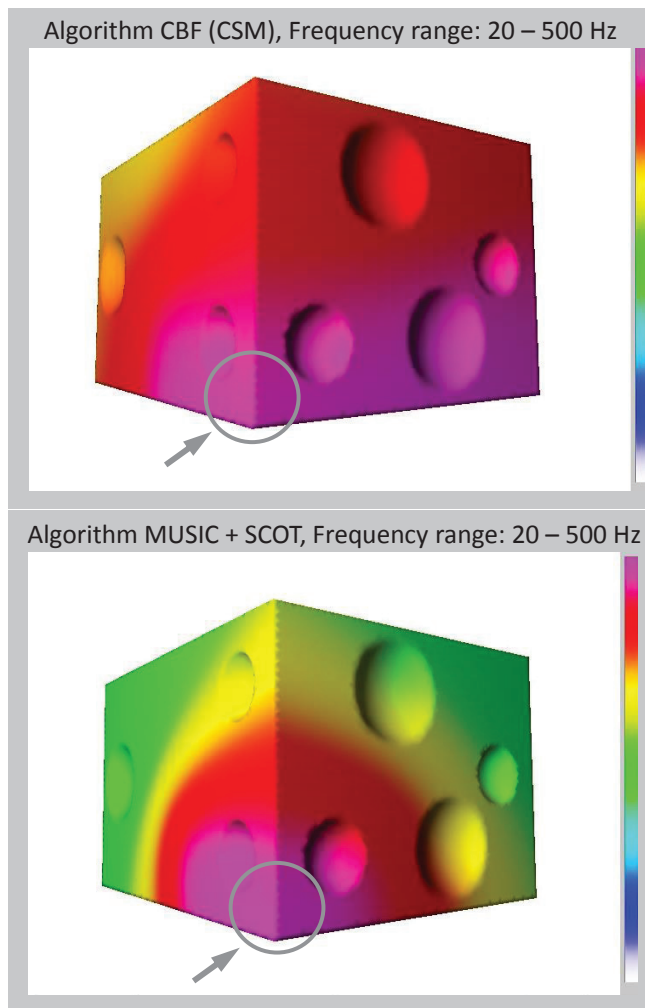 Algorithm CBF (CSM), Frequency range: 20 – 500 Hz
Algorithm MUSIC + SCOT, Frequency range: 20 – 500 Hz